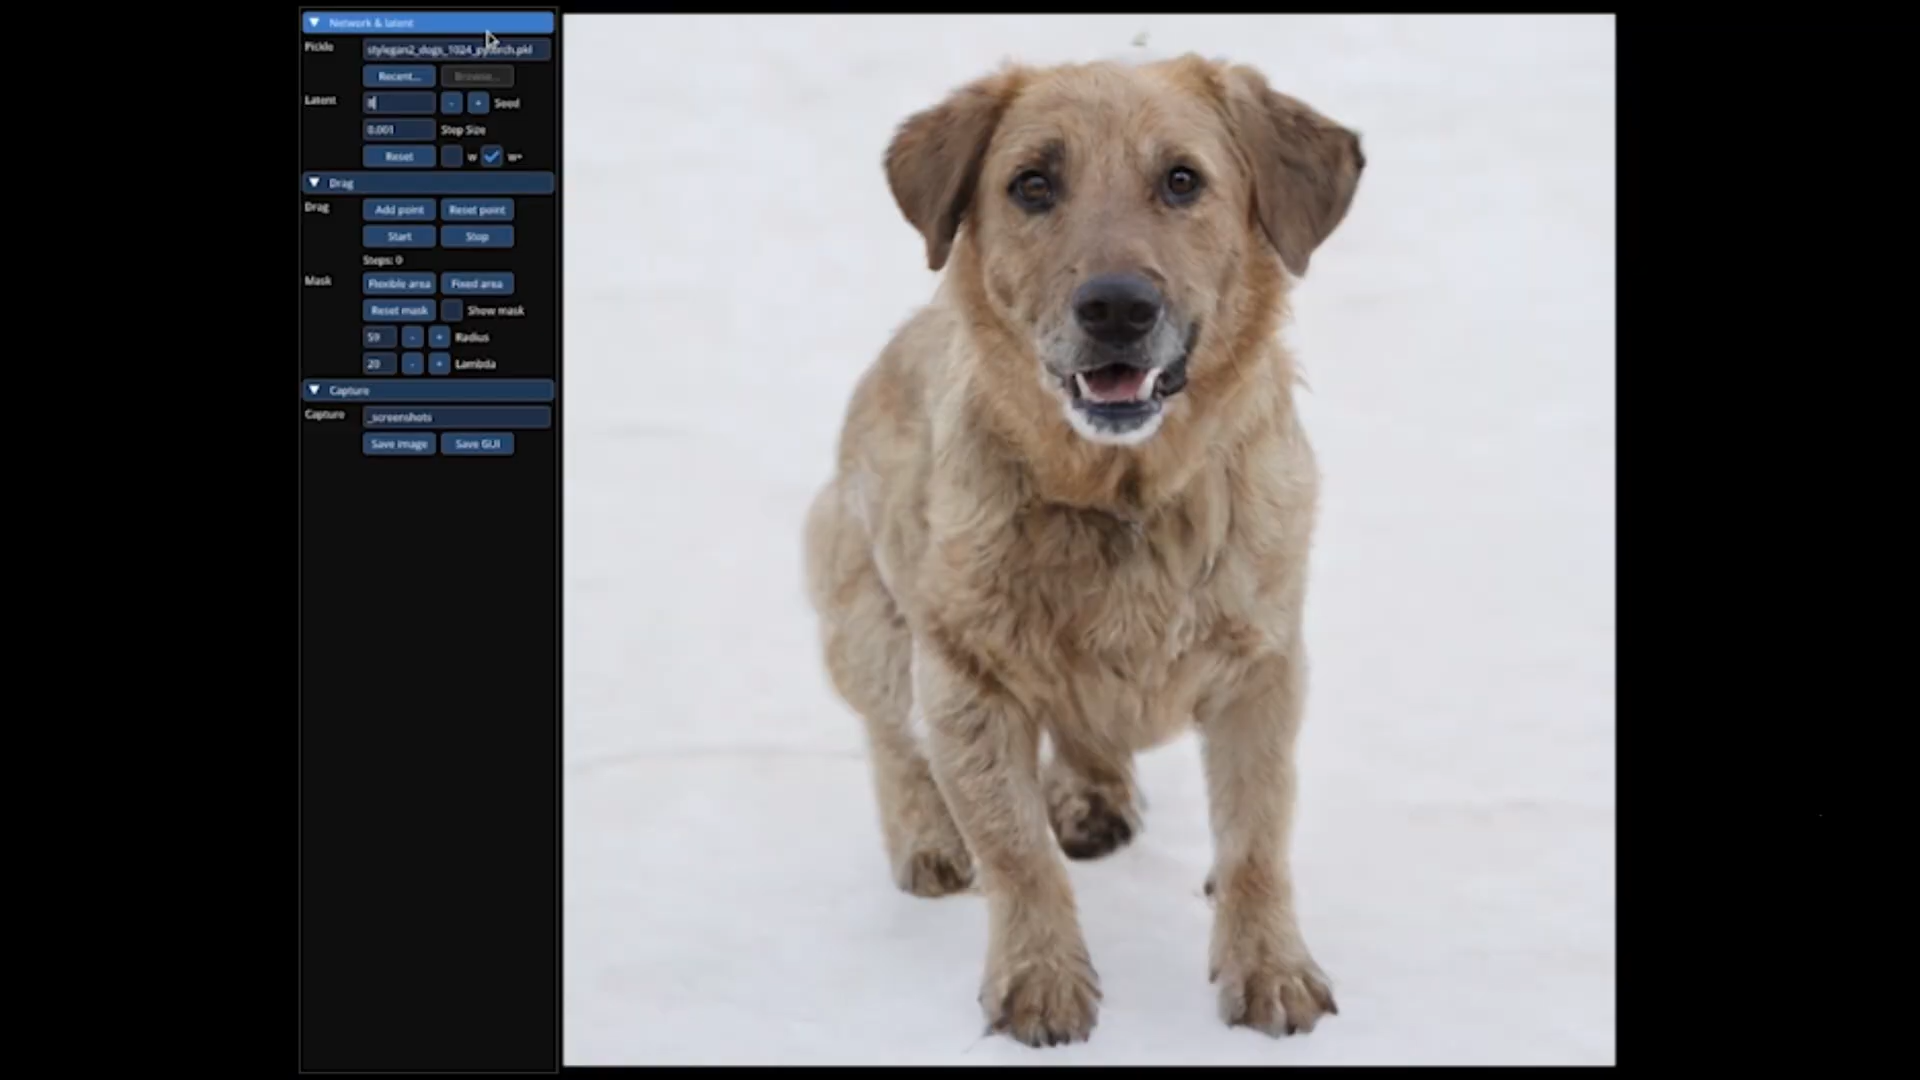 Network & latent
Pickle stylegan2_dogs_1024_pytorch.pkl
Recent... Browse...
Latent - + Seed
0.001 Step Size
Reset w w+
Drag
Drag Add point Reset point
Start Stop
Steps: 0
Mask Flexible area Fixed area
Reset mask Show mask
59 - + Radius
20 - + Lambda
Capture
Capture _screenshots
Save image Save GUI